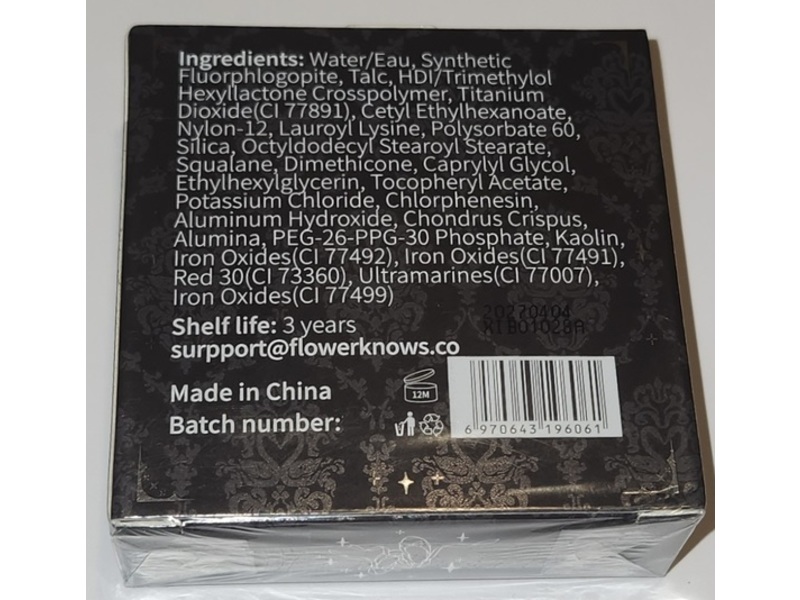 Ingredients: Water/Eau, Synthetic
Fluorphlogopite, Talc, HDI/Trimethylol
Hexyllactone Crosspolymer, Titanium
Dioxide(CI 77891), Cetyl Ethylhexanoate,
Nylon-12, Lauroyl Lysine, Polysorbate 60,
Silica, Octyldodecyl Stearoyl Stearate,
Squalane, Dimethicone, Caprylyl Glycol,
Ethylhexylglycerin, Tocopheryl Acetate,
Potassium Chloride, Chlorphenesin,
Aluminum Hydroxide, Chondrus Crispus,
Alumina, PEG-26-PPG-30 Phosphate, Kaolin,
Iron Oxides(CI 77492), Iron Oxides(CI 77491),
Red 30(CI 73360), Ultramarines(CI 77007),
Iron Oxides(CI 77499)
20270404
Shelf life: 3 years
X1B01028A
surpport@flowerknows.co
Made in China
12M
Batch number:
6 970643 196061